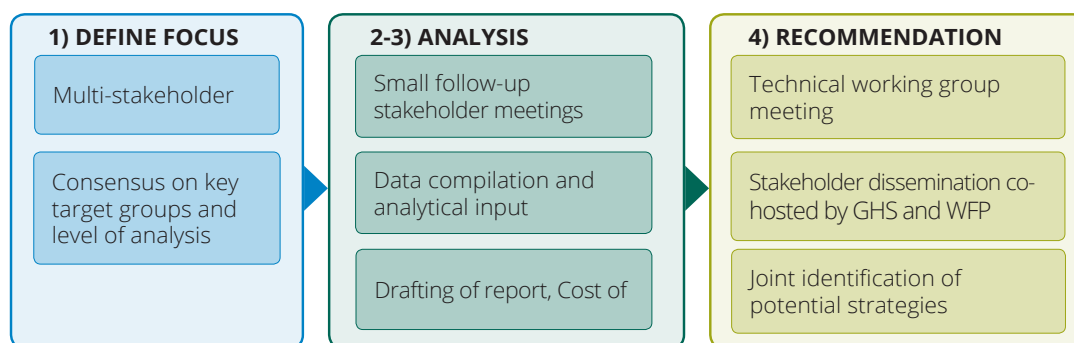 1) DEFINE FOCUS
Multi-stakeholder
Consensus on key
target groups and
level of analysis
2-3) ANALYSIS
Small follow-up
stakeholder meetings
Data compilation and
analytical input
Drafting of report, Cost of
4) RECOMMENDATION
Technical working group
meeting
Stakeholder dissemination co-
hosted by GHS and WFP
Joint identification of
potential strategies